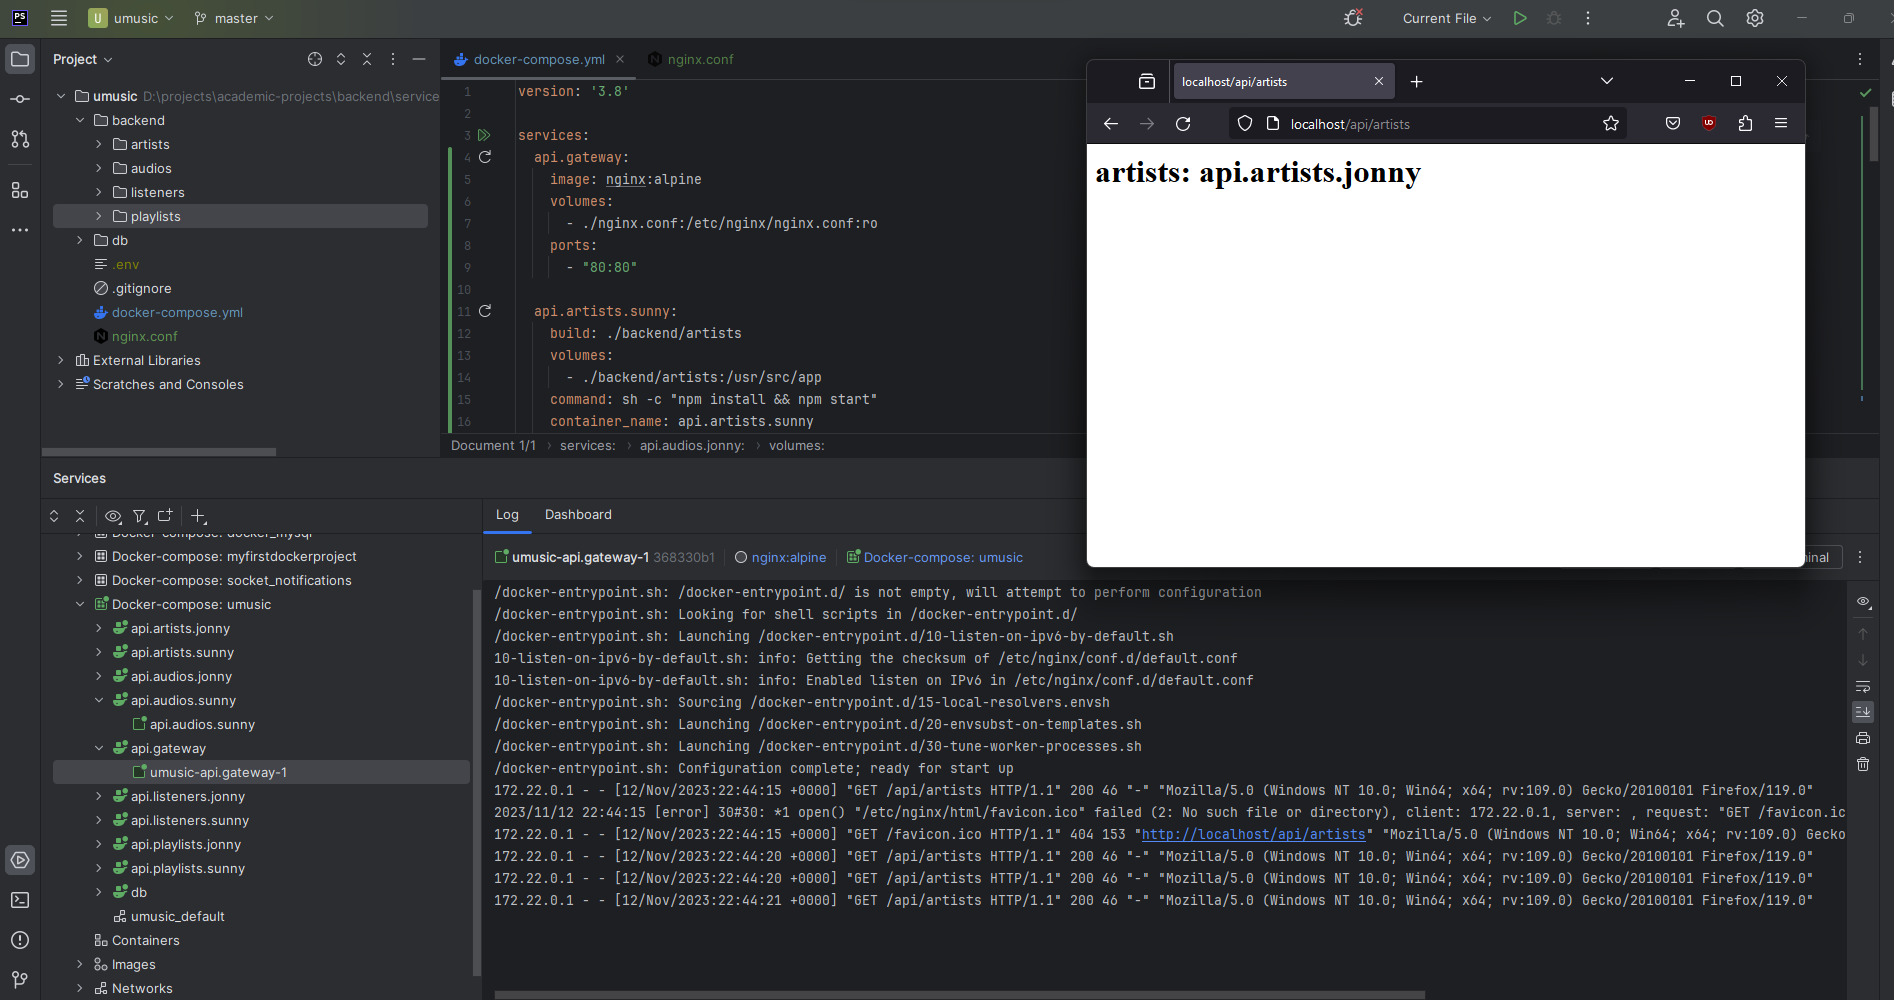 PS
U umusic
master
Current File
Project
umusic D:\projects\academic-projects\backend\service
backend
artists
audios
listeners
playlists
db
.env
.gitignore
docker-compose.yml
nginx.conf
External Libraries
Scratches and Consoles
docker-compose.yml
nginx.conf
1 version: '3.8'
2
3 services:
4 api.gateway:
5 image: nginx:alpine
6 volumes:
7 - ./nginx.conf:/etc/nginx/nginx.conf:ro
8 ports:
9 - "80:80"
10
11 api.artists.sunny:
12 build: ./backend/artists
13 volumes:
14 - ./backend/artists:/usr/src/app
15 command: sh -c "npm install && npm start"
16 container_name: api.artists.sunny
Document 1/1 › services: › api.audios.jonny: › volumes:
localhost/api/artists
localhost/api/artists
artists: api.artists.jonny
Services
Docker-compose: docker_mysql
Docker-compose: myfirstdockerproject
Docker-compose: socket_notifications
Docker-compose: umusic
api.artists.jonny
api.artists.sunny
api.audios.jonny
api.audios.sunny
api.audios.sunny
api.gateway
umusic-api.gateway-1
api.listeners.jonny
api.listeners.sunny
api.playlists.jonny
api.playlists.sunny
db
umusic_default
Containers
Images
Networks
Log Dashboard
umusic-api.gateway-1 368330b1 nginx:alpine Docker-compose: umusic
/docker-entrypoint.sh: /docker-entrypoint.d/ is not empty, will attempt to perform configuration
/docker-entrypoint.sh: Looking for shell scripts in /docker-entrypoint.d/
/docker-entrypoint.sh: Launching /docker-entrypoint.d/10-listen-on-ipv6-by-default.sh
10-listen-on-ipv6-by-default.sh: info: Getting the checksum of /etc/nginx/conf.d/default.conf
10-listen-on-ipv6-by-default.sh: info: Enabled listen on IPv6 in /etc/nginx/conf.d/default.conf
/docker-entrypoint.sh: Sourcing /docker-entrypoint.d/15-local-resolvers.envsh
/docker-entrypoint.sh: Launching /docker-entrypoint.d/20-envsubst-on-templates.sh
/docker-entrypoint.sh: Launching /docker-entrypoint.d/30-tune-worker-processes.sh
/docker-entrypoint.sh: Configuration complete; ready for start up
172.22.0.1 - - [12/Nov/2023:22:44:15 +0000] "GET /api/artists HTTP/1.1" 200 46 "-" "Mozilla/5.0 (Windows NT 10.0; Win64; x64; rv:109.0) Gecko/20100101 Firefox/119.0"
2023/11/12 22:44:15 [error] 30#30: *1 open() "/etc/nginx/html/favicon.ico" failed (2: No such file or directory), client: 172.22.0.1, server: , request: "GET /favicon.ic
172.22.0.1 - - [12/Nov/2023:22:44:15 +0000] "GET /favicon.ico HTTP/1.1" 404 153 "http://localhost/api/artists" "Mozilla/5.0 (Windows NT 10.0; Win64; x64; rv:109.0) Gecko
172.22.0.1 - - [12/Nov/2023:22:44:20 +0000] "GET /api/artists HTTP/1.1" 200 46 "-" "Mozilla/5.0 (Windows NT 10.0; Win64; x64; rv:109.0) Gecko/20100101 Firefox/119.0"
172.22.0.1 - - [12/Nov/2023:22:44:20 +0000] "GET /api/artists HTTP/1.1" 200 46 "-" "Mozilla/5.0 (Windows NT 10.0; Win64; x64; rv:109.0) Gecko/20100101 Firefox/119.0"
172.22.0.1 - - [12/Nov/2023:22:44:21 +0000] "GET /api/artists HTTP/1.1" 200 46 "-" "Mozilla/5.0 (Windows NT 10.0; Win64; x64; rv:109.0) Gecko/20100101 Firefox/119.0"